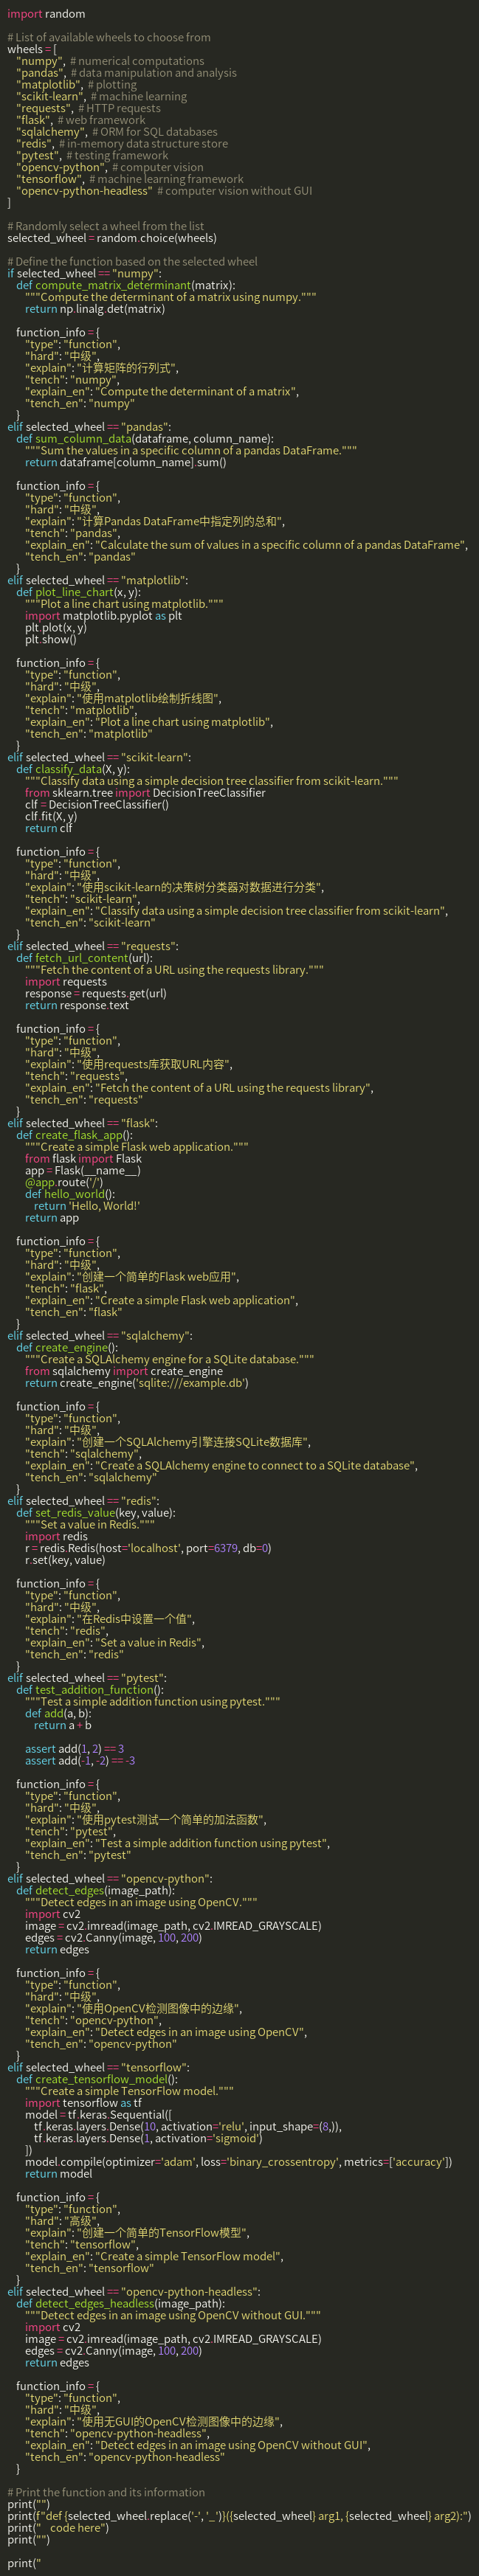 import random

# List of available wheels to choose from
wheels = [
    "numpy",  # numerical computations
    "pandas",  # data manipulation and analysis
    "matplotlib",  # plotting
    "scikit-learn",  # machine learning
    "requests",  # HTTP requests
    "flask",  # web framework
    "sqlalchemy",  # ORM for SQL databases
    "redis",  # in-memory data structure store
    "pytest",  # testing framework
    "opencv-python",  # computer vision
    "tensorflow",  # machine learning framework
    "opencv-python-headless"  # computer vision without GUI
]

# Randomly select a wheel from the list
selected_wheel = random.choice(wheels)

# Define the function based on the selected wheel
if selected_wheel == "numpy":
    def compute_matrix_determinant(matrix):
        """Compute the determinant of a matrix using numpy."""
        return np.linalg.det(matrix)

    function_info = {
        "type": "function",
        "hard": "中级",
        "explain": "计算矩阵的行列式",
        "tench": "numpy",
        "explain_en": "Compute the determinant of a matrix",
        "tench_en": "numpy"
    }
elif selected_wheel == "pandas":
    def sum_column_data(dataframe, column_name):
        """Sum the values in a specific column of a pandas DataFrame."""
        return dataframe[column_name].sum()

    function_info = {
        "type": "function",
        "hard": "中级",
        "explain": "计算Pandas DataFrame中指定列的总和",
        "tench": "pandas",
        "explain_en": "Calculate the sum of values in a specific column of a pandas DataFrame",
        "tench_en": "pandas"
    }
elif selected_wheel == "matplotlib":
    def plot_line_chart(x, y):
        """Plot a line chart using matplotlib."""
        import matplotlib.pyplot as plt
        plt.plot(x, y)
        plt.show()

    function_info = {
        "type": "function",
        "hard": "中级",
        "explain": "使用matplotlib绘制折线图",
        "tench": "matplotlib",
        "explain_en": "Plot a line chart using matplotlib",
        "tench_en": "matplotlib"
    }
elif selected_wheel == "scikit-learn":
    def classify_data(X, y):
        """Classify data using a simple decision tree classifier from scikit-learn."""
        from sklearn.tree import DecisionTreeClassifier
        clf = DecisionTreeClassifier()
        clf.fit(X, y)
        return clf

    function_info = {
        "type": "function",
        "hard": "中级",
        "explain": "使用scikit-learn的决策树分类器对数据进行分类",
        "tench": "scikit-learn",
        "explain_en": "Classify data using a simple decision tree classifier from scikit-learn",
        "tench_en": "scikit-learn"
    }
elif selected_wheel == "requests":
    def fetch_url_content(url):
        """Fetch the content of a URL using the requests library."""
        import requests
        response = requests.get(url)
        return response.text

    function_info = {
        "type": "function",
        "hard": "中级",
        "explain": "使用requests库获取URL内容",
        "tench": "requests",
        "explain_en": "Fetch the content of a URL using the requests library",
        "tench_en": "requests"
    }
elif selected_wheel == "flask":
    def create_flask_app():
        """Create a simple Flask web application."""
        from flask import Flask
        app = Flask(__name__)
        @app.route('/')
        def hello_world():
            return 'Hello, World!'
        return app

    function_info = {
        "type": "function",
        "hard": "中级",
        "explain": "创建一个简单的Flask web应用",
        "tench": "flask",
        "explain_en": "Create a simple Flask web application",
        "tench_en": "flask"
    }
elif selected_wheel == "sqlalchemy":
    def create_engine():
        """Create a SQLAlchemy engine for a SQLite database."""
        from sqlalchemy import create_engine
        return create_engine('sqlite:///example.db')

    function_info = {
        "type": "function",
        "hard": "中级",
        "explain": "创建一个SQLAlchemy引擎连接SQLite数据库",
        "tench": "sqlalchemy",
        "explain_en": "Create a SQLAlchemy engine to connect to a SQLite database",
        "tench_en": "sqlalchemy"
    }
elif selected_wheel == "redis":
    def set_redis_value(key, value):
        """Set a value in Redis."""
        import redis
        r = redis.Redis(host='localhost', port=6379, db=0)
        r.set(key, value)

    function_info = {
        "type": "function",
        "hard": "中级",
        "explain": "在Redis中设置一个值",
        "tench": "redis",
        "explain_en": "Set a value in Redis",
        "tench_en": "redis"
    }
elif selected_wheel == "pytest":
    def test_addition_function():
        """Test a simple addition function using pytest."""
        def add(a, b):
            return a + b

        assert add(1, 2) == 3
        assert add(-1, -2) == -3

    function_info = {
        "type": "function",
        "hard": "中级",
        "explain": "使用pytest测试一个简单的加法函数",
        "tench": "pytest",
        "explain_en": "Test a simple addition function using pytest",
        "tench_en": "pytest"
    }
elif selected_wheel == "opencv-python":
    def detect_edges(image_path):
        """Detect edges in an image using OpenCV."""
        import cv2
        image = cv2.imread(image_path, cv2.IMREAD_GRAYSCALE)
        edges = cv2.Canny(image, 100, 200)
        return edges

    function_info = {
        "type": "function",
        "hard": "中级",
        "explain": "使用OpenCV检测图像中的边缘",
        "tench": "opencv-python",
        "explain_en": "Detect edges in an image using OpenCV",
        "tench_en": "opencv-python"
    }
elif selected_wheel == "tensorflow":
    def create_tensorflow_model():
        """Create a simple TensorFlow model."""
        import tensorflow as tf
        model = tf.keras.Sequential([
            tf.keras.layers.Dense(10, activation='relu', input_shape=(8,)),
            tf.keras.layers.Dense(1, activation='sigmoid')
        ])
        model.compile(optimizer='adam', loss='binary_crossentropy', metrics=['accuracy'])
        return model

    function_info = {
        "type": "function",
        "hard": "高级",
        "explain": "创建一个简单的TensorFlow模型",
        "tench": "tensorflow",
        "explain_en": "Create a simple TensorFlow model",
        "tench_en": "tensorflow"
    }
elif selected_wheel == "opencv-python-headless":
    def detect_edges_headless(image_path):
        """Detect edges in an image using OpenCV without GUI."""
        import cv2
        image = cv2.imread(image_path, cv2.IMREAD_GRAYSCALE)
        edges = cv2.Canny(image, 100, 200)
        return edges

    function_info = {
        "type": "function",
        "hard": "中级",
        "explain": "使用无GUI的OpenCV检测图像中的边缘",
        "tench": "opencv-python-headless",
        "explain_en": "Detect edges in an image using OpenCV without GUI",
        "tench_en": "opencv-python-headless"
    }

# Print the function and its information
print("")
print(f"def {selected_wheel.replace('-', '_')}({selected_wheel} arg1, {selected_wheel} arg2):")
print("    code here")
print("")

print("